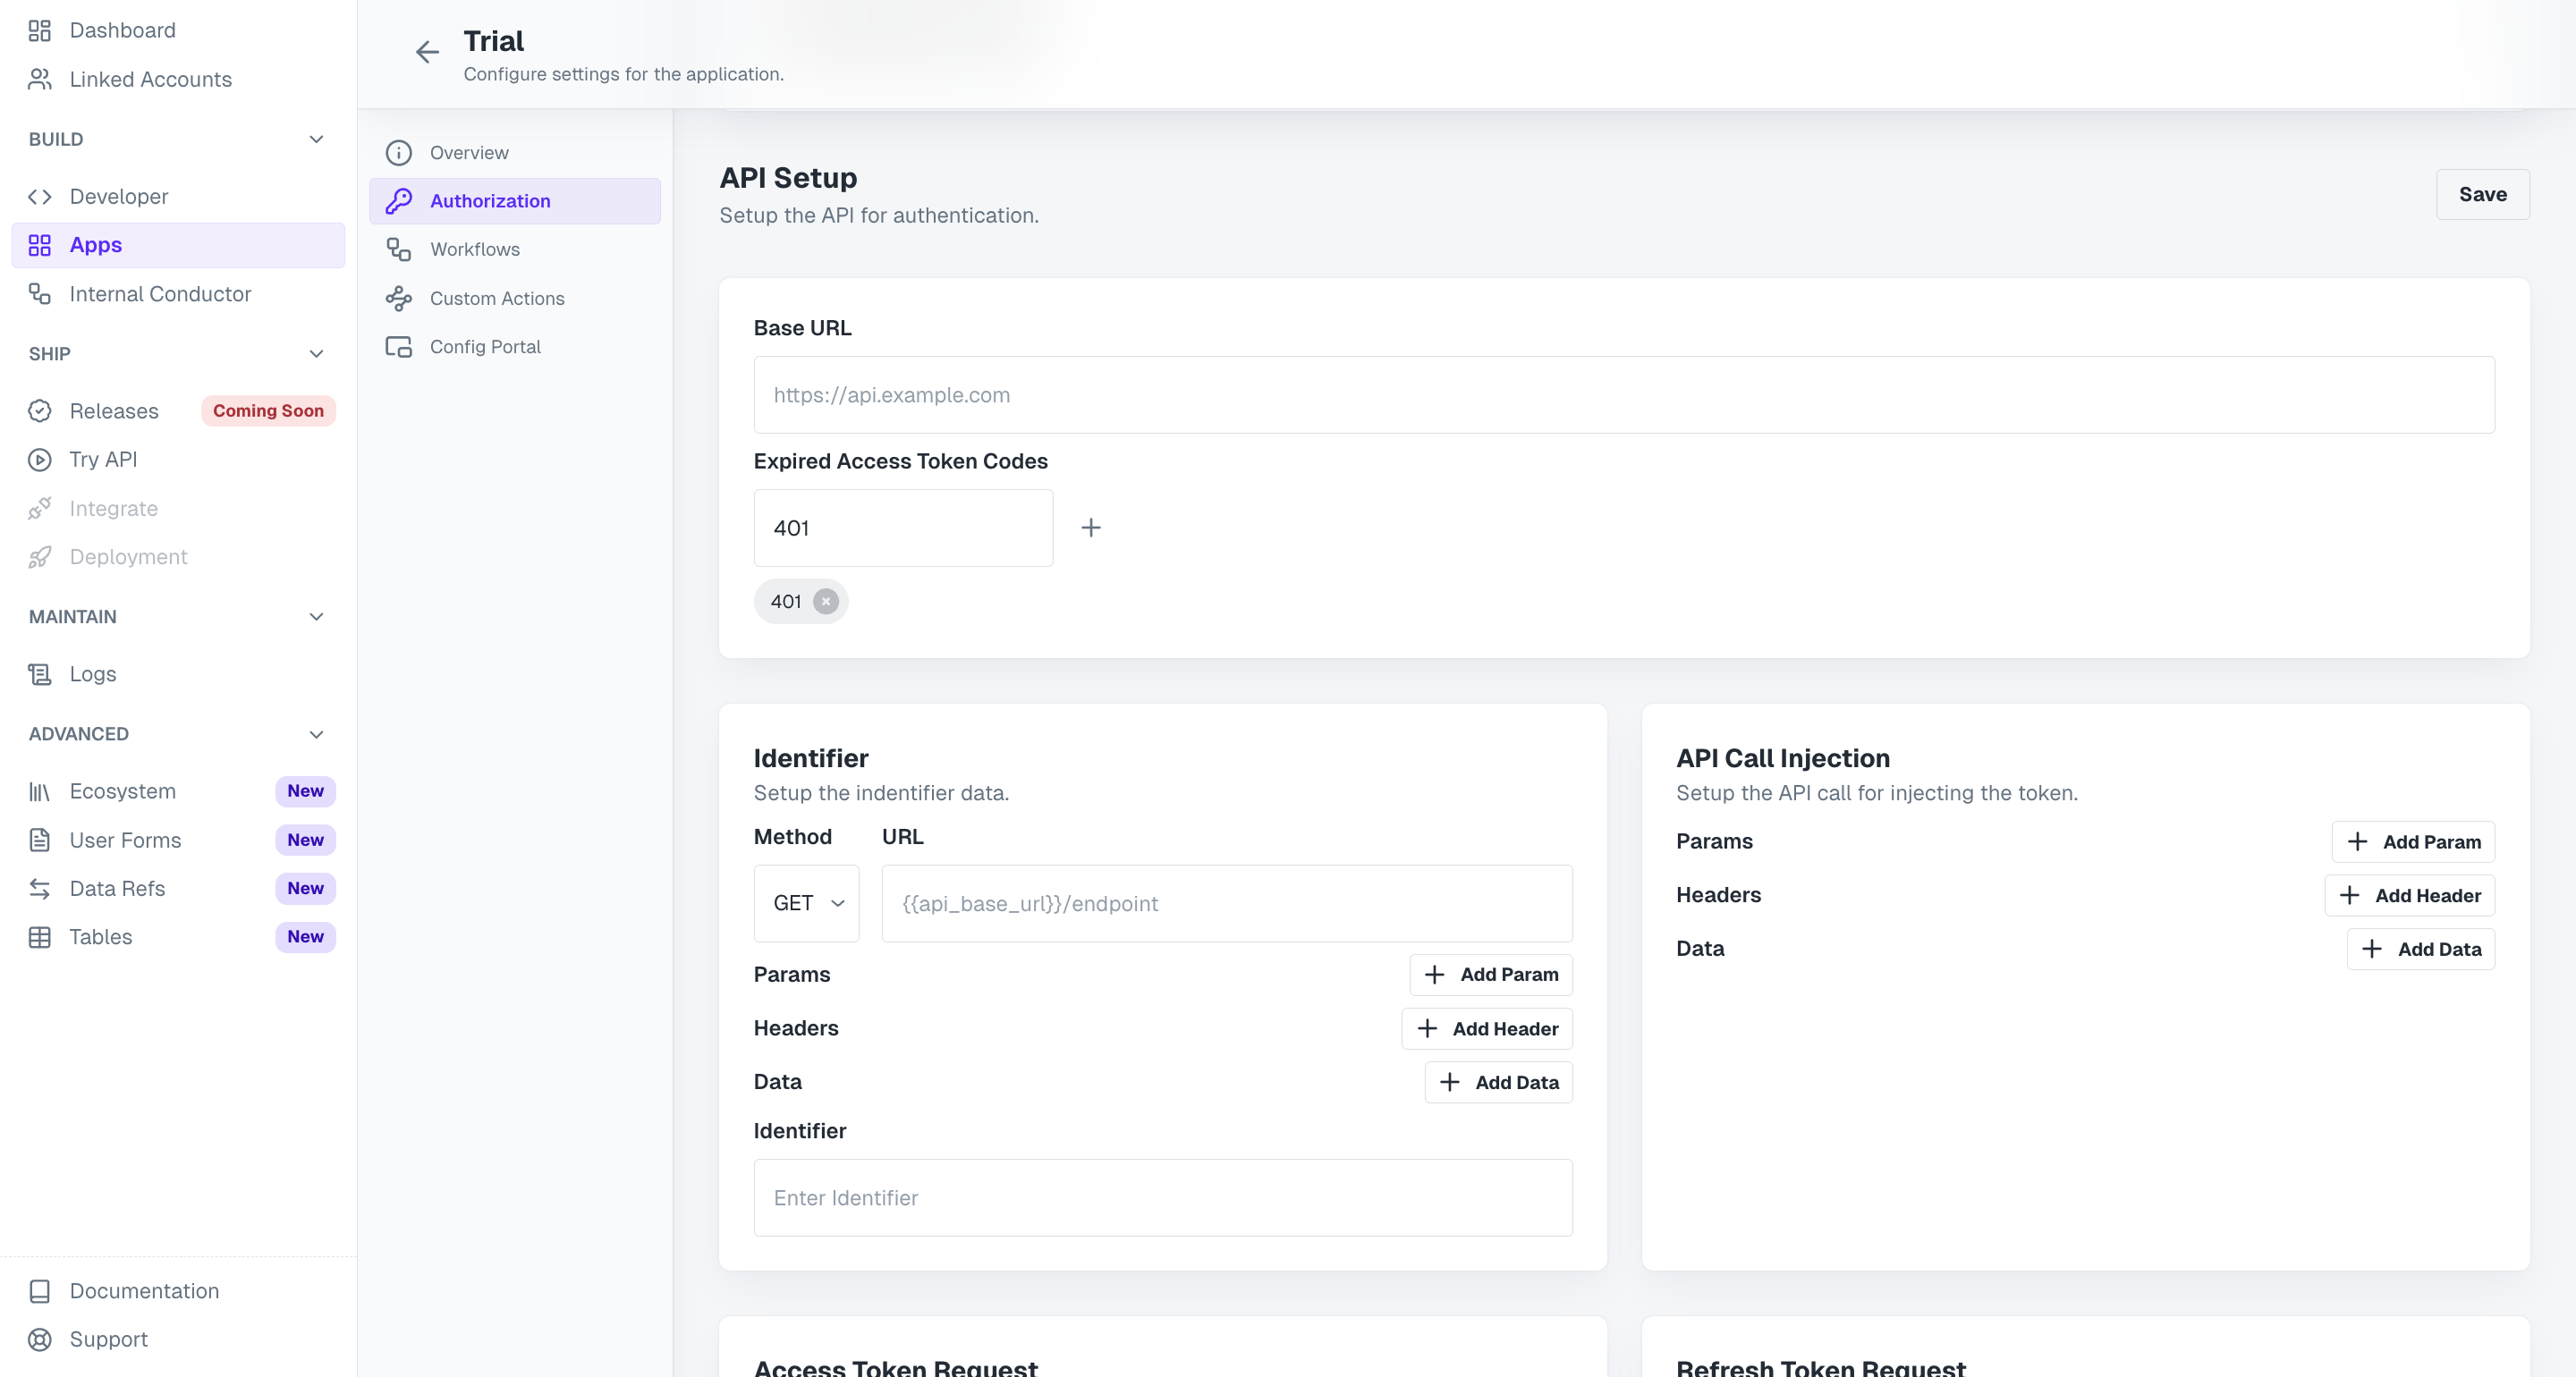 Dashboard
Linked Accounts
BUILD
Developer
Apps
Internal Conductor
SHIP
Releases
Coming Soon
Try API
Integrate
Deployment
MAINTAIN
Logs
ADVANCED
Ecosystem
New
User Forms
New
Data Refs
New
Tables
New
Documentation
Support
Trial
Configure settings for the application.
Overview
Authorization
Workflows
Custom Actions
Config Portal
API Setup
Setup the API for authentication.
Save
Base URL
https://api.example.com
Expired Access Token Codes
401
401
Identifier
Setup the indentifier data.
Method
URL
GET
{{api_base_url}}/endpoint
Params
Add Param
Headers
Add Header
Data
Add Data
Identifier
Enter Identifier
API Call Injection
Setup the API call for injecting the token.
Params
Add Param
Headers
Add Header
Data
Add Data
Access Token Request
Refresh Token Request